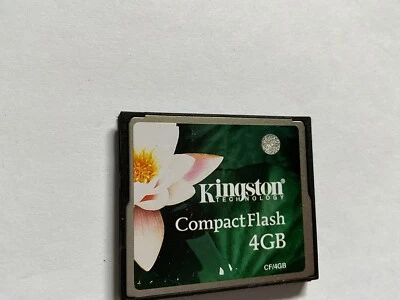 Kingston
TECHNOLOGY
CompactFlash
4GB
CF/4GB